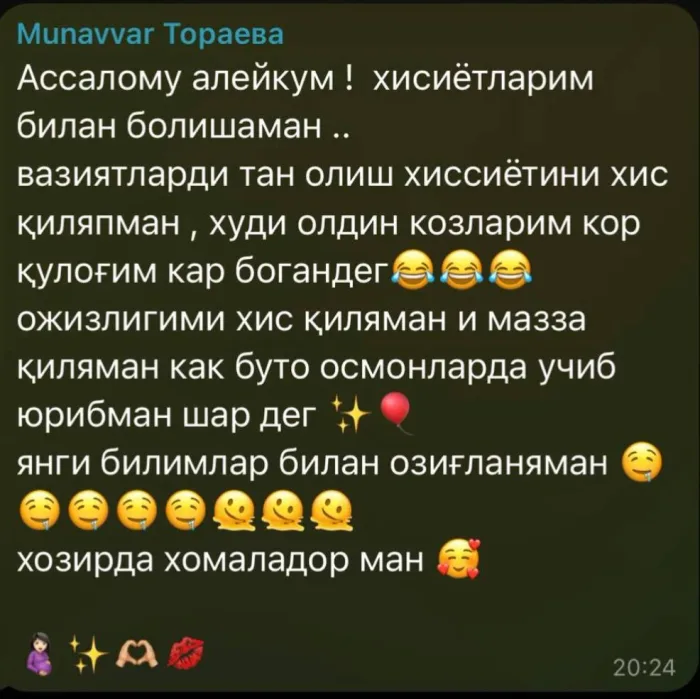 Munavvar Тораева
Ассалому алейкум ! хисиётларим
билан болишаман ..
вазиятларди тан олиш хиссиётини хис
қиляпман , худи олдин козларим кор
қулоғим кар богандег😂😂😂
ожизлигими хис қиляман и мазза
қиляман как буто осмонларда учиб
юрибман шар дег ✨🎈
янги билимлар билан озиғланяман 🤤
🤤🤤🤤🤤🫠🫠🫠
хозирда хомаладор ман 🥰
🤰🏻✨🫶🏼💋
20:24